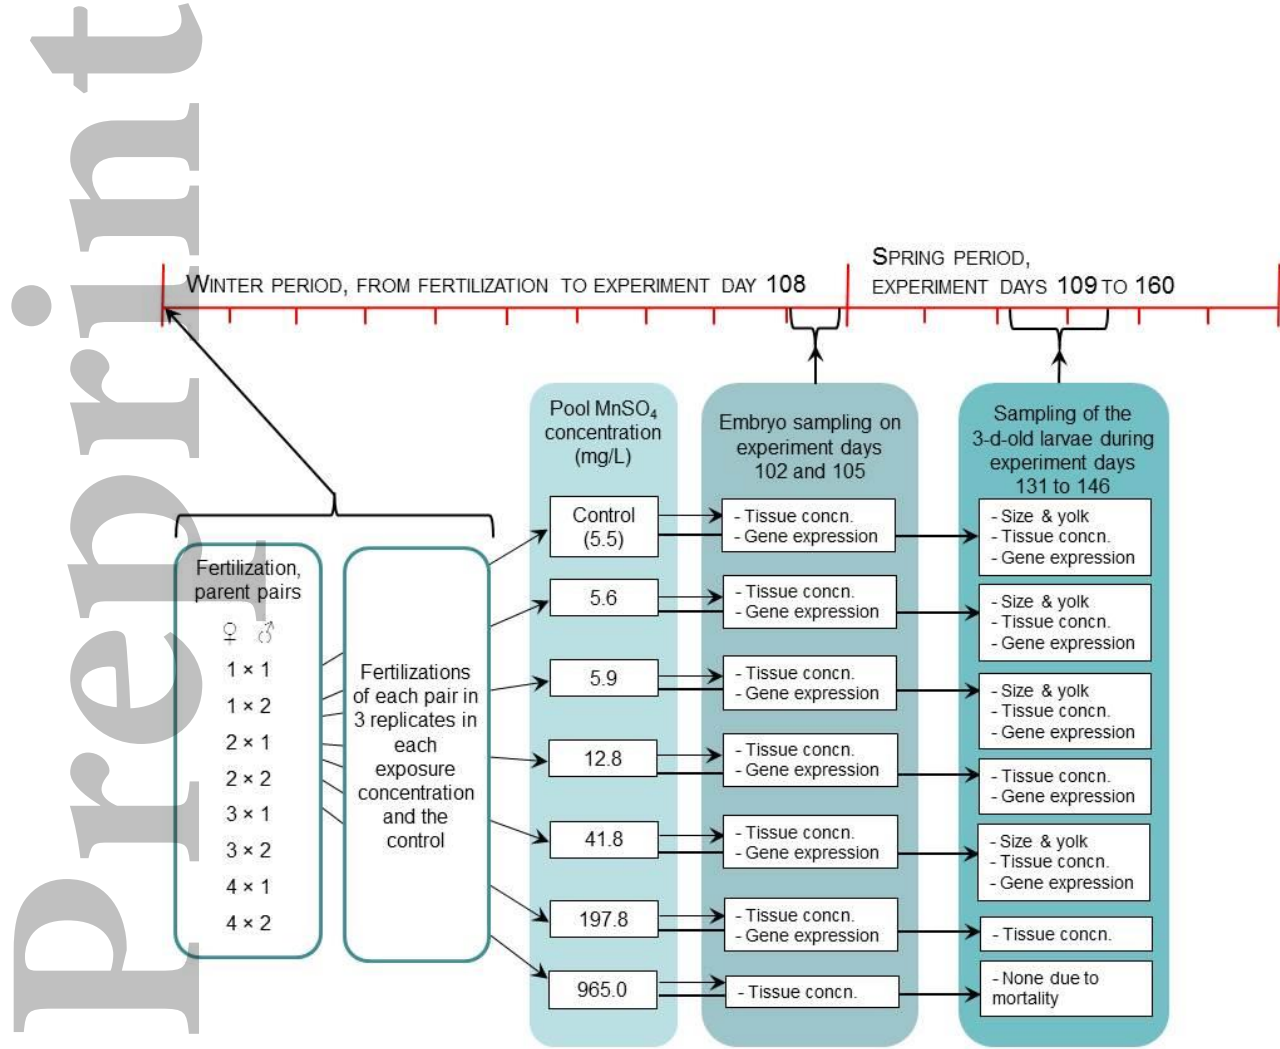 Preprint
WINTER PERIOD, FROM FERTILIZATION TO EXPERIMENT DAY 108
SPRING PERIOD,
EXPERIMENT DAYS 109 TO 160
Fertilization,
parent pairs
♀ ♂
1 × 1
1 × 2
2 × 1
2 × 2
3 × 1
3 × 2
4 × 1
4 × 2
Fertilizations
of each pair in
3 replicates in
each
exposure
concentration
and the
control
Pool MnSO₄
concentration
(mg/L)
Control
(5.5)
5.6
5.9
12.8
41.8
197.8
965.0
Embryo sampling on
experiment days
102 and 105
- Tissue concn.
- Gene expression
- Tissue concn.
- Gene expression
- Tissue concn.
- Gene expression
- Tissue concn.
- Gene expression
- Tissue concn.
- Gene expression
- Tissue concn.
- Gene expression
- Tissue concn.
Sampling of the
3-d-old larvae during
experiment days
131 to 146
- Size & yolk
- Tissue concn.
- Gene expression
- Size & yolk
- Tissue concn.
- Gene expression
- Size & yolk
- Tissue concn.
- Gene expression
- Tissue concn.
- Gene expression
- Size & yolk
- Tissue concn.
- Gene expression
- Tissue concn.
- None due to
mortality